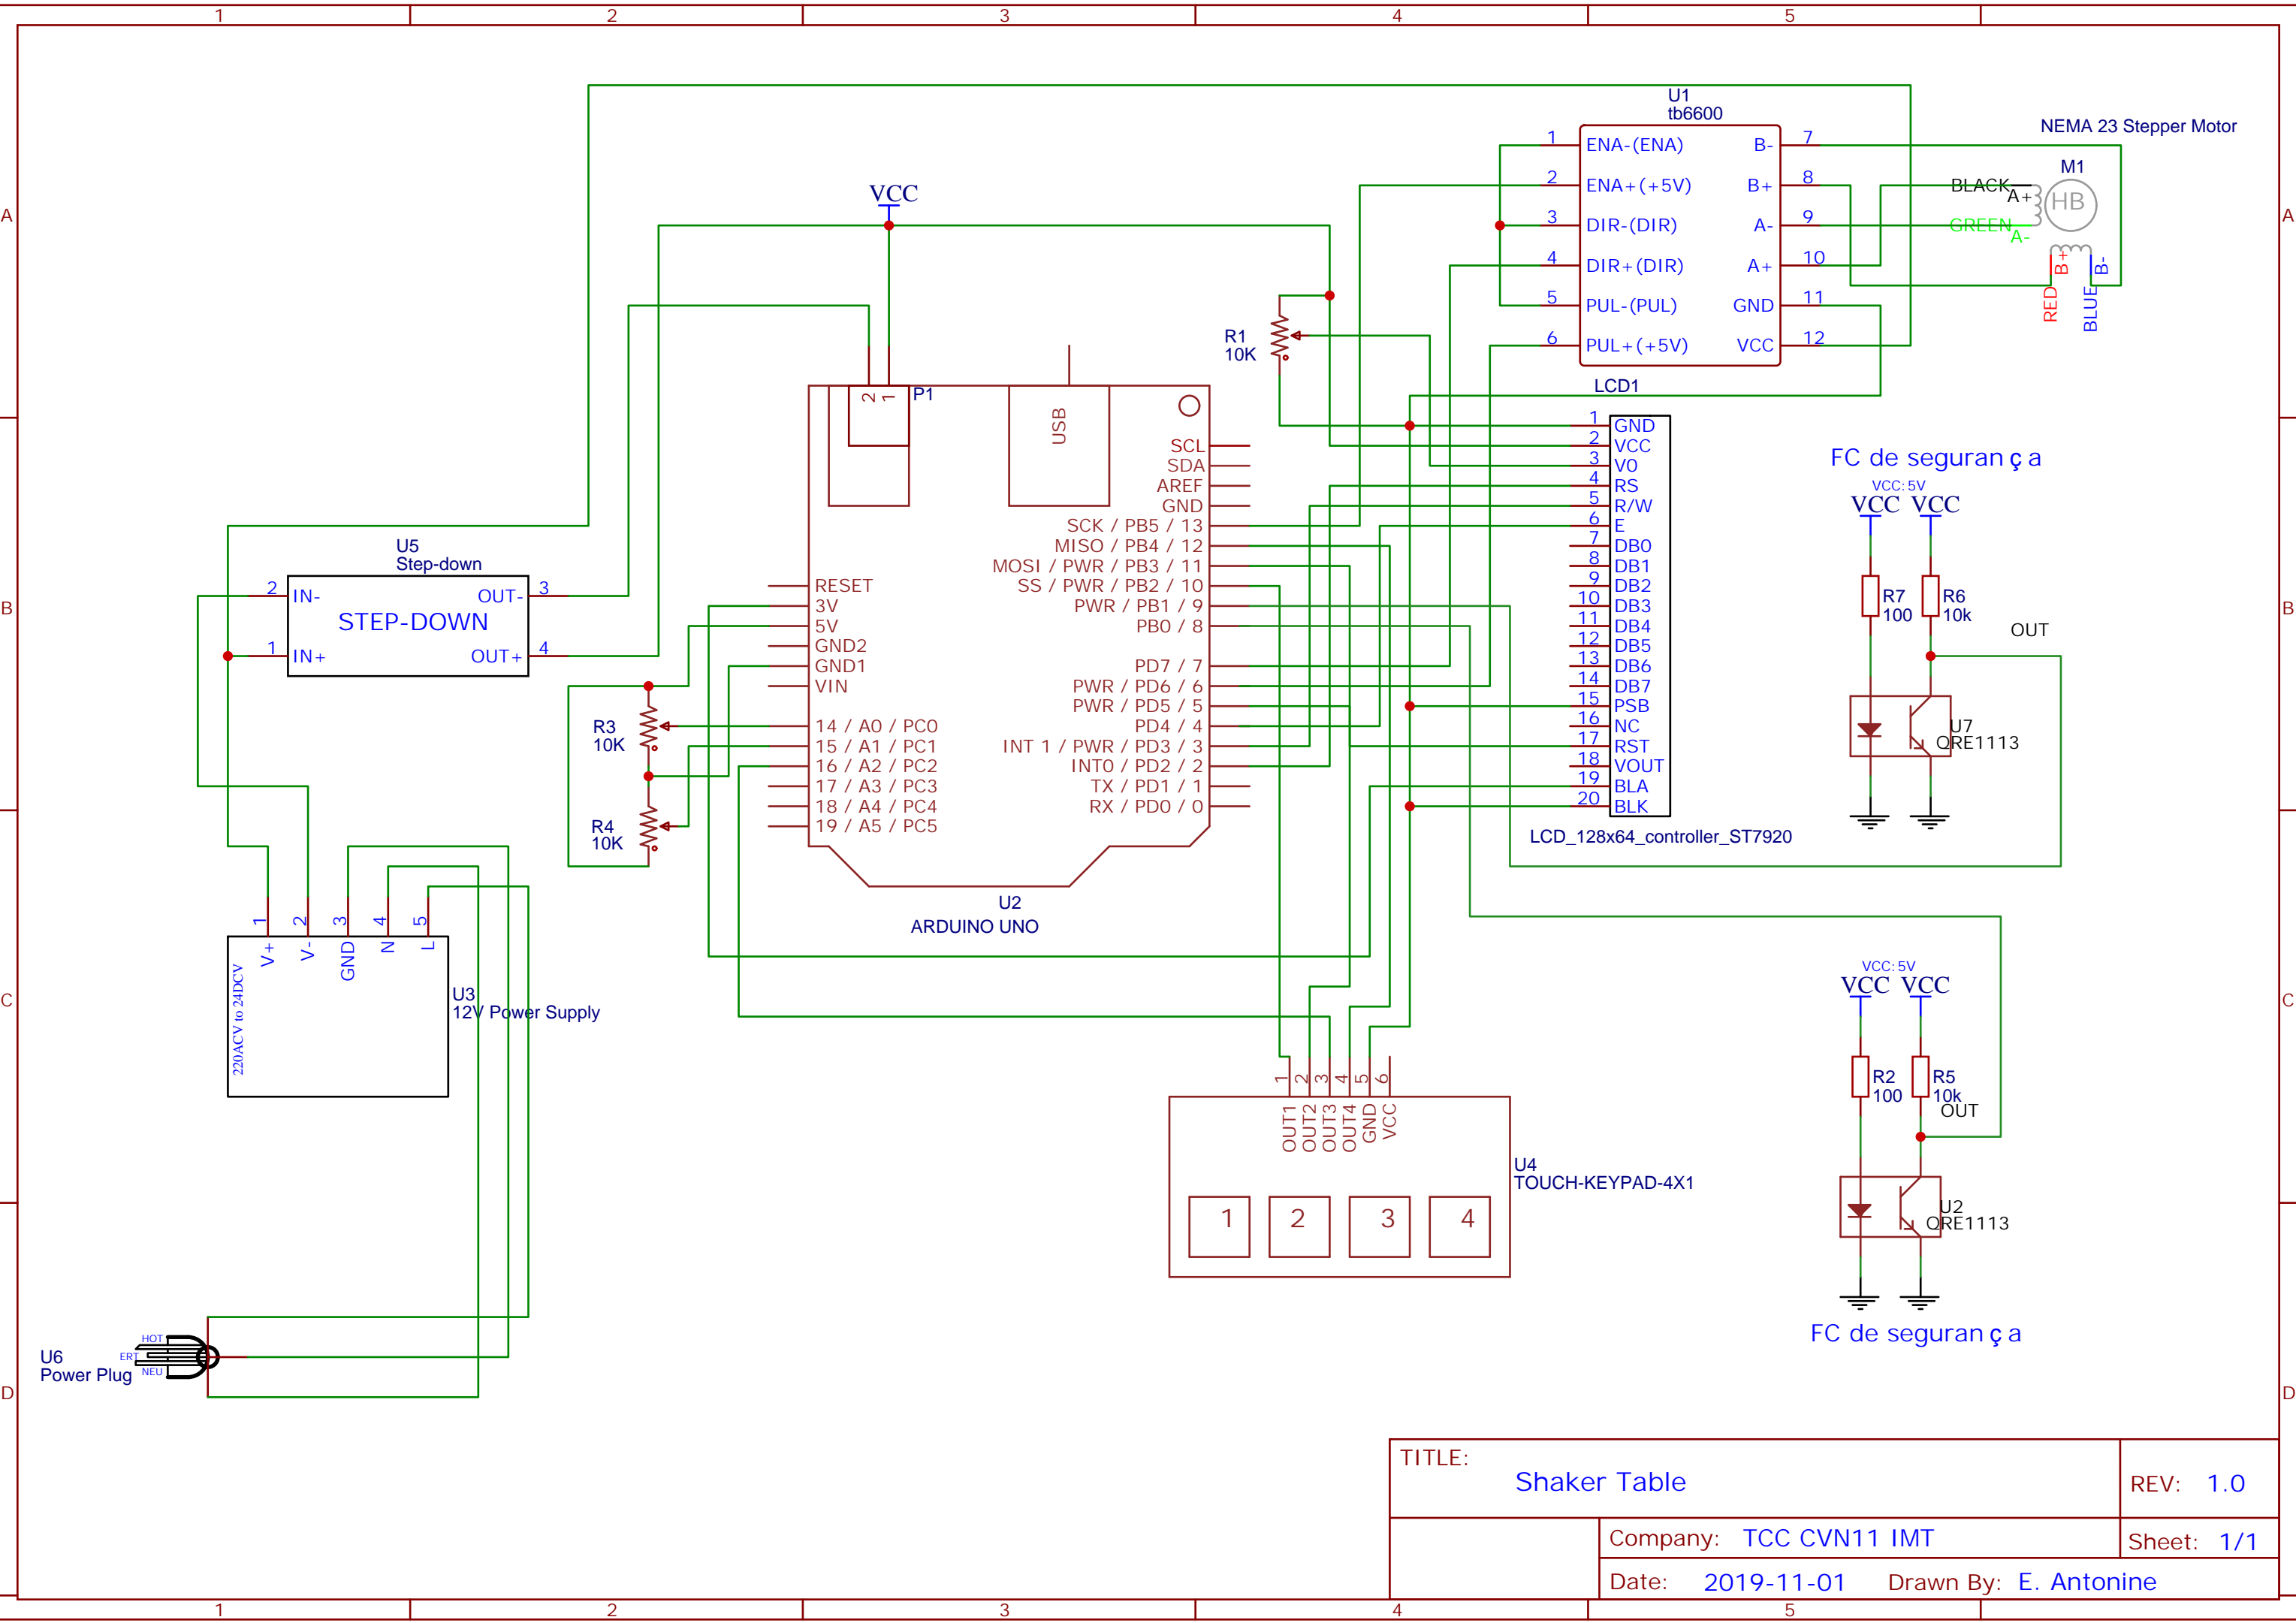 1 2 3 4 5
A
B
C
D
A
B
C
D
1 2 3 4 5
VCC
U1
tb6600
1 ENA-(ENA)
2 ENA+(+5V)
3 DIR-(DIR)
4 DIR+(DIR)
5 PUL-(PUL)
6 PUL+(+5V)
B- 7
B+ 8
A- 9
A+ 10
GND 11
VCC 12
NEMA 23 Stepper Motor
M1
HB
BLACK
A+
GREEN
A-
B+
RED
B-
BLUE
R1
10K
P1
2
1
USB
SCL
SDA
AREF
GND
SCK / PB5 / 13
MISO / PB4 / 12
MOSI / PWR / PB3 / 11
SS / PWR / PB2 / 10
PWR / PB1 / 9
PB0 / 8
PD7 / 7
PWR / PD6 / 6
PWR / PD5 / 5
PD4 / 4
INT 1 / PWR / PD3 / 3
INT0 / PD2 / 2
TX / PD1 / 1
RX / PD0 / 0
RESET
3V
5V
GND2
GND1
VIN
14 / A0 / PC0
15 / A1 / PC1
16 / A2 / PC2
17 / A3 / PC3
18 / A4 / PC4
19 / A5 / PC5
U2
ARDUINO UNO
LCD1
1 GND
2 VCC
3 V0
4 RS
5 R/W
6 E
7 DB0
8 DB1
9 DB2
10 DB3
11 DB4
12 DB5
13 DB6
14 DB7
15 PSB
16 NC
17 RST
18 VOUT
19 BLA
20 BLK
LCD_128x64_controller_ST7920
FC de segurança
VCC:5V
VCC VCC
R7
100
R6
10k
OUT
U7
QRE1113
U5
Step-down
2 IN-
1 IN+
STEP-DOWN
OUT- 3
OUT+ 4
R3
10K
R4
10K
1 V+
2 V-
3 GND
4 N
5 L
220ACV to 24DCV
U3
12V Power Supply
VCC:5V
VCC VCC
R2
100
R5
10k
OUT
U2
QRE1113
FC de segurança
1 OUT1
2 OUT2
3 OUT3
4 OUT4
5 GND
6 VCC
1 2 3 4
U4
TOUCH-KEYPAD-4X1
U6
Power Plug
HOT
ERT
NEU
TITLE:
Shaker Table
REV: 1.0
Company: TCC CVN11 IMT
Sheet: 1/1
Date: 2019-11-01
Drawn By: E. Antonine